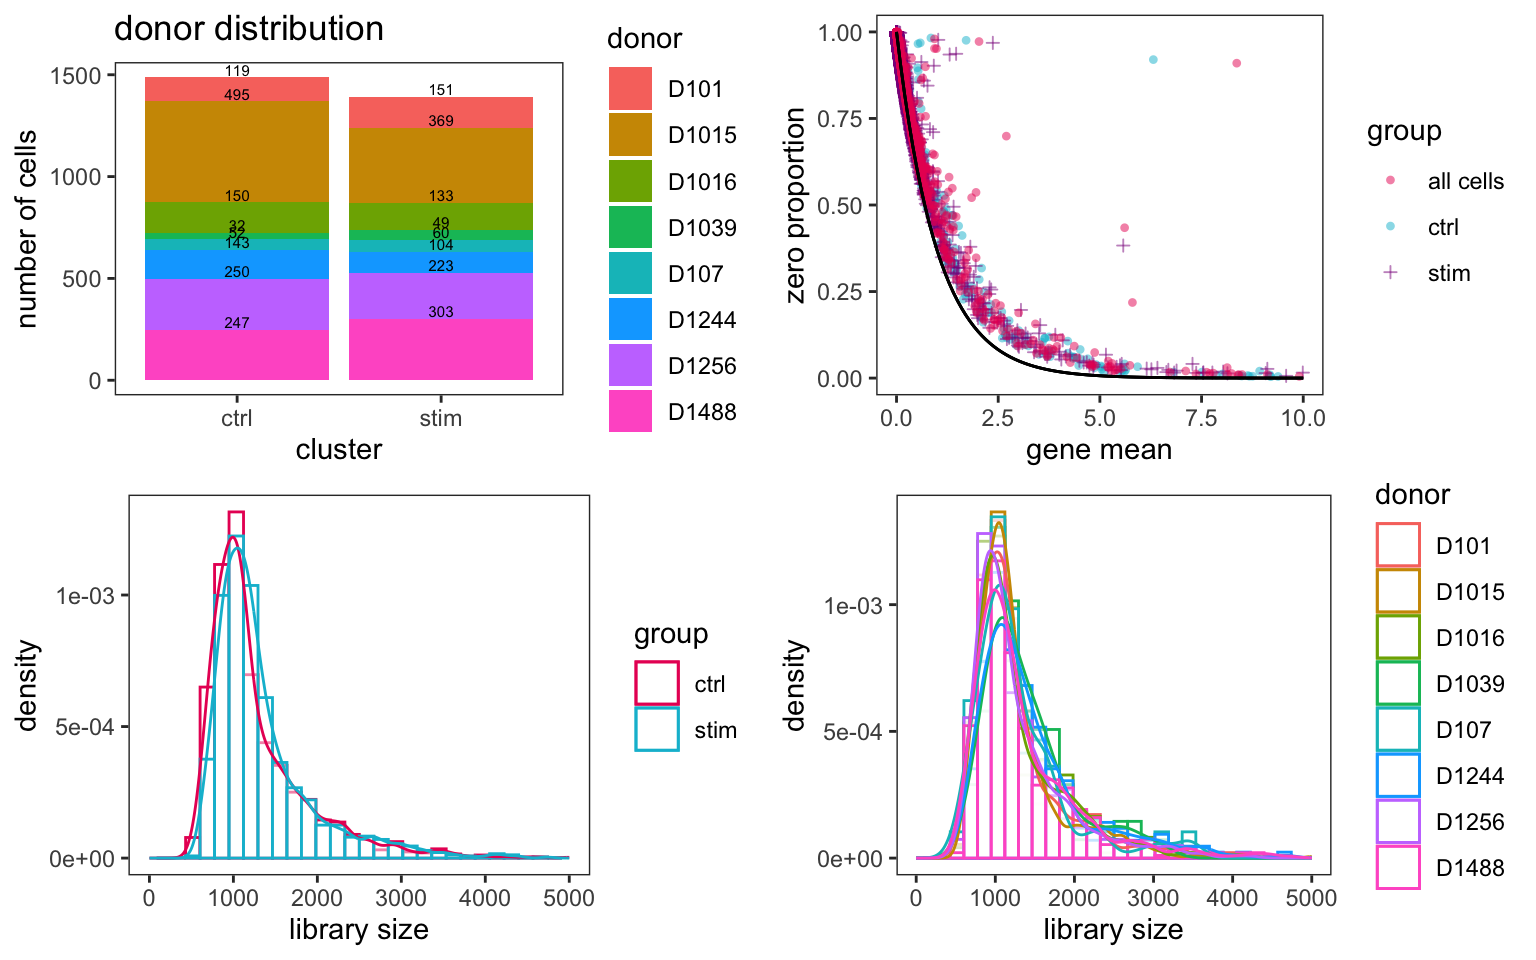 donor distribution
number of cells
1500
1000
500
0
119
495
150
32
52
143
250
247
151
369
133
49
60
104
223
303
ctrl
stim
cluster
donor
D101
D1015
D1016
D1039
D107
D1244
D1256
D1488
zero proportion
1.00
0.75
0.50
0.25
0.00
0.0
2.5
5.0
7.5
10.0
gene mean
group
all cells
ctrl
stim
density
1e-03
5e-04
0e+00
0
1000
2000
3000
4000
5000
library size
group
ctrl
stim
density
1e-03
5e-04
0e+00
0
1000
2000
3000
4000
5000
library size
donor
D101
D1015
D1016
D1039
D107
D1244
D1256
D1488